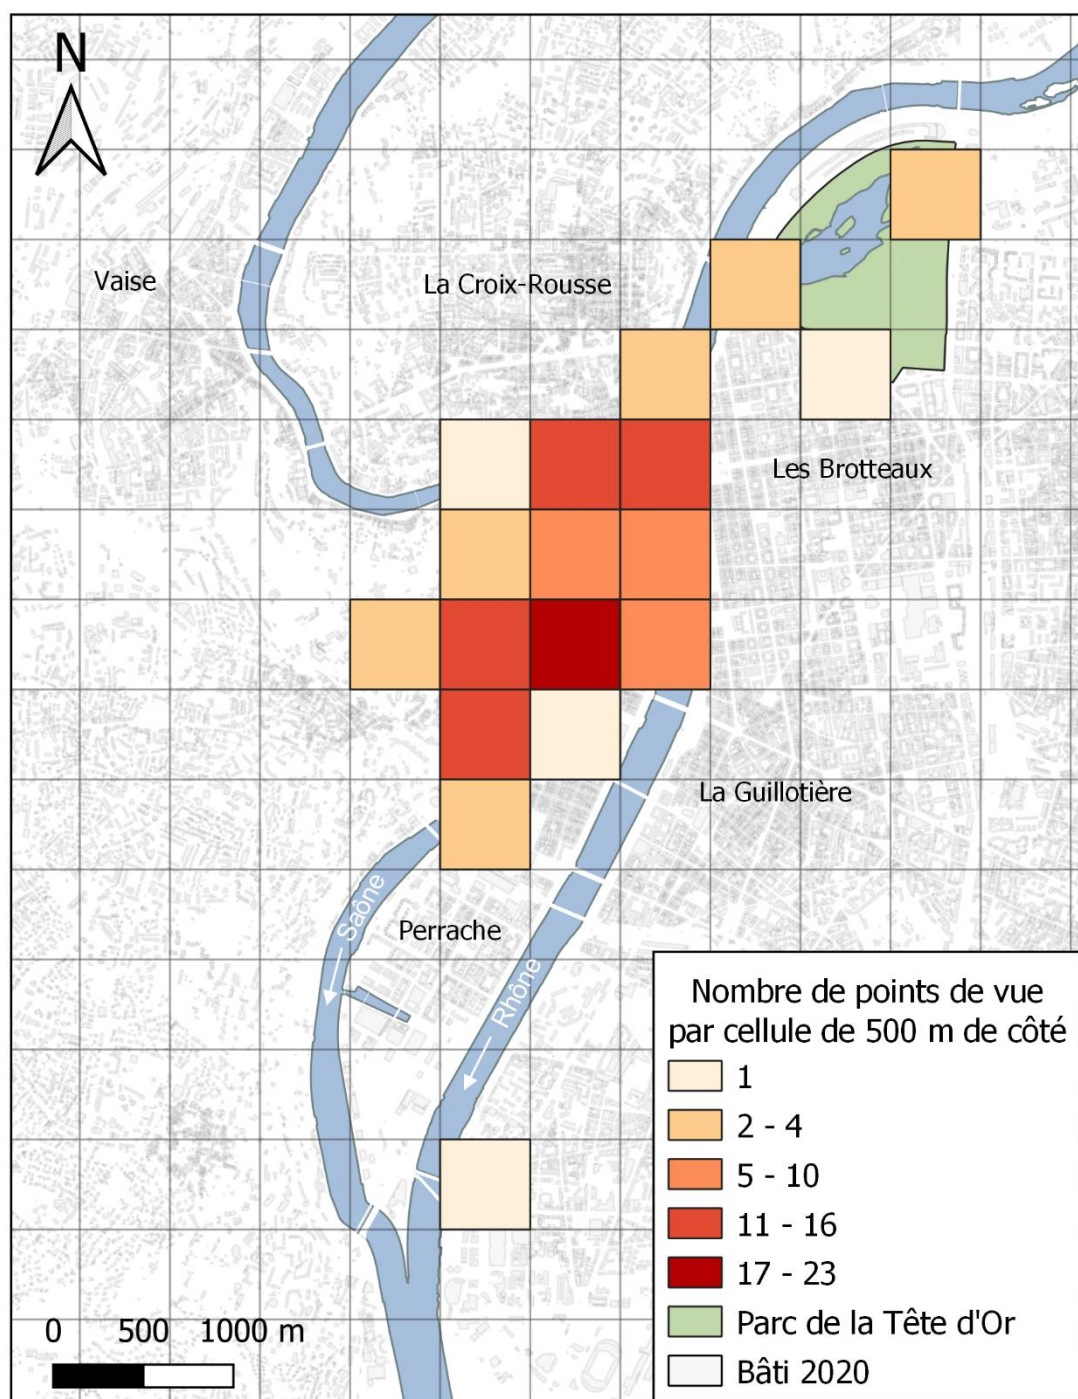 N
Vaise
La Croix-Rousse
Les Brotteaux
La Guillotière
Saône
Perrache
Rhône
Nombre de points de vue
par cellule de 500 m de côté
1
2 - 4
5 - 10
11 - 16
17 - 23
Parc de la Tête d'Or
Bâti 2020
0 500 1000 m